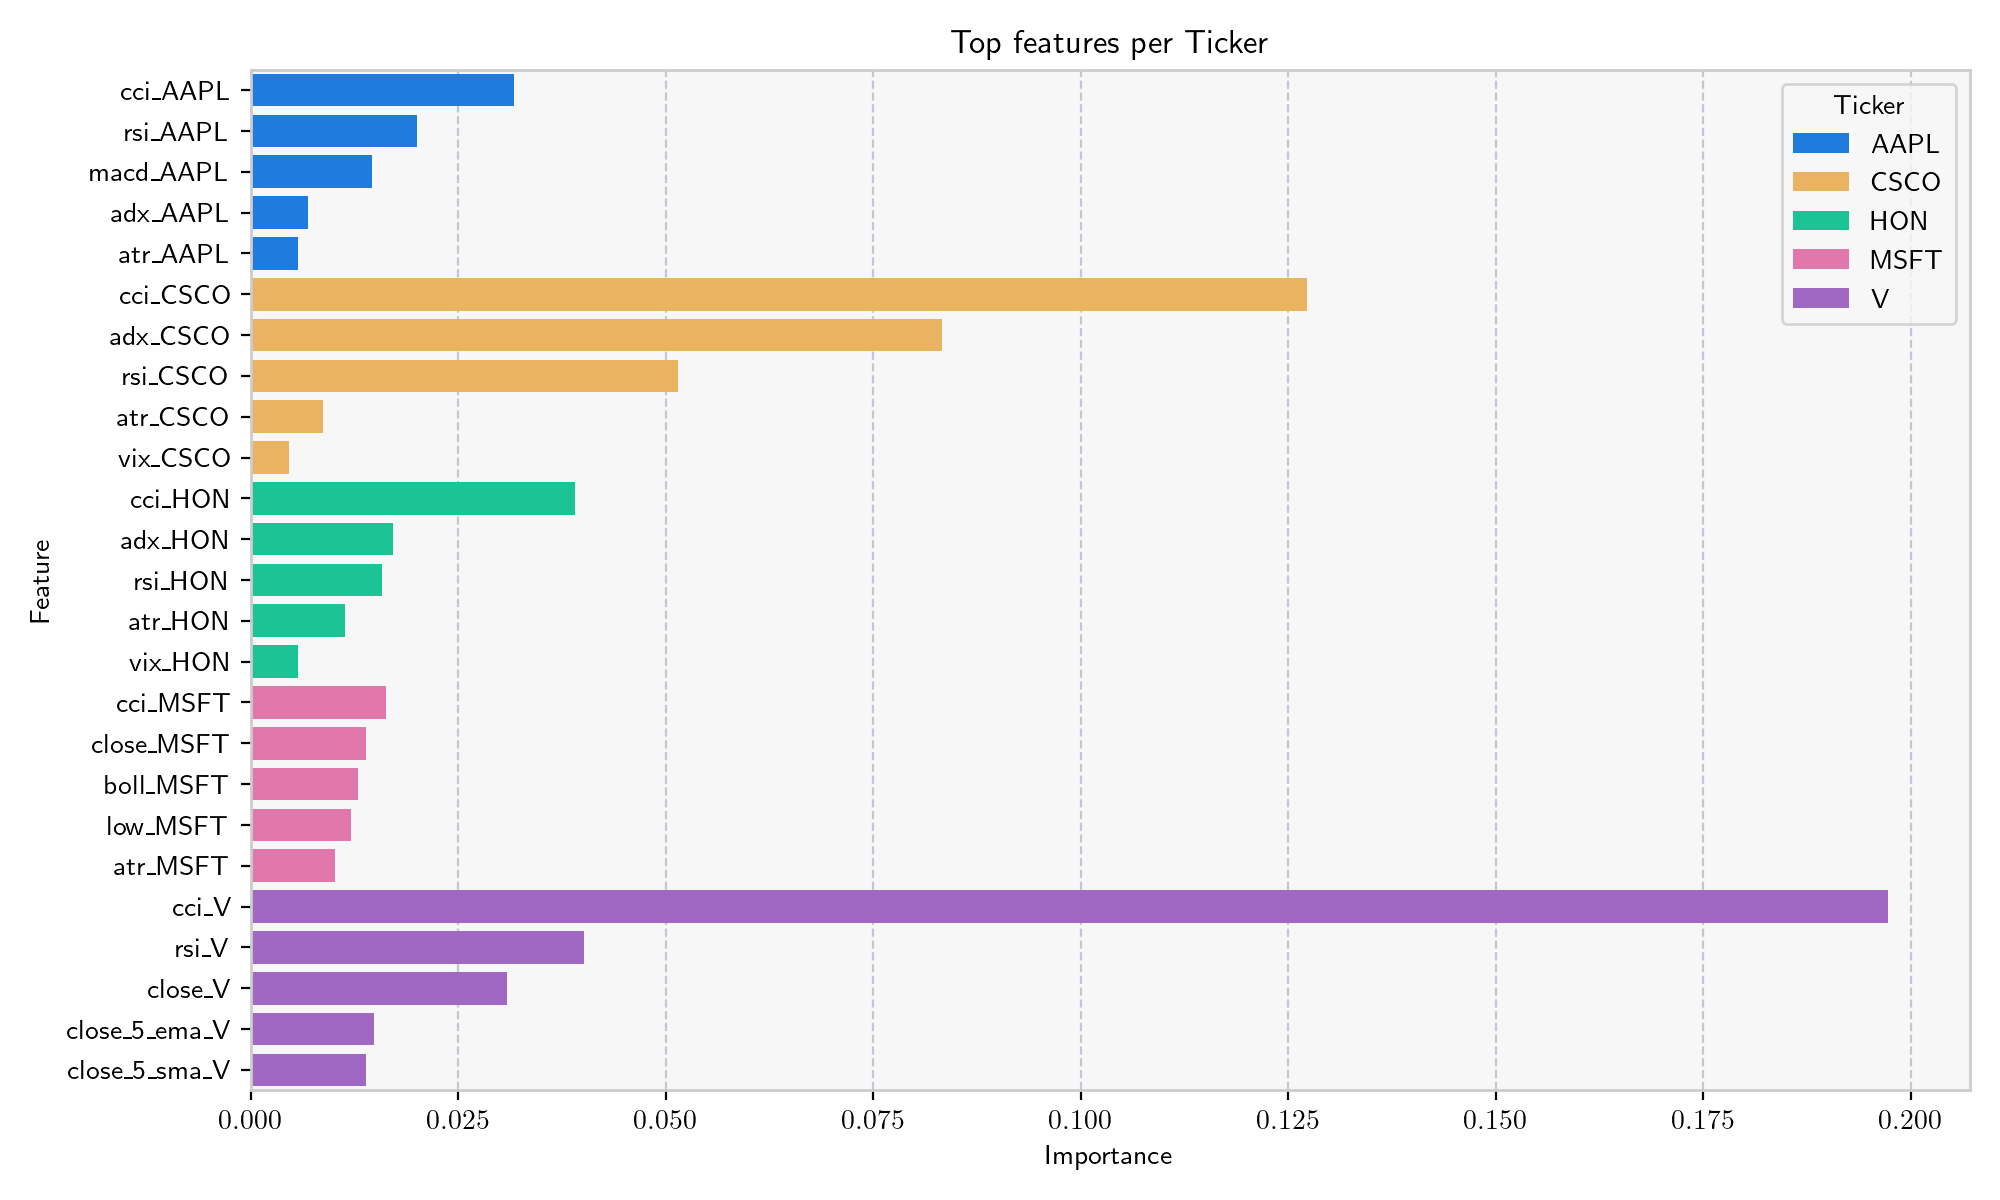 Top features per Ticker
cci_AAPL
rsi_AAPL
macd_AAPL
adx_AAPL
atr_AAPL
cci_CSCO
adx_CSCO
rsi_CSCO
atr_CSCO
vix_CSCO
cci_HON
adx_HON
rsi_HON
atr_HON
vix_HON
cci_MSFT
close_MSFT
boll_MSFT
low_MSFT
atr_MSFT
cci_V
rsi_V
close_V
close_5_ema_V
close_5_sma_V
Feature
Ticker
AAPL
CSCO
HON
MSFT
V
0.000 0.025 0.050 0.075 0.100 0.125 0.150 0.175 0.200
Importance